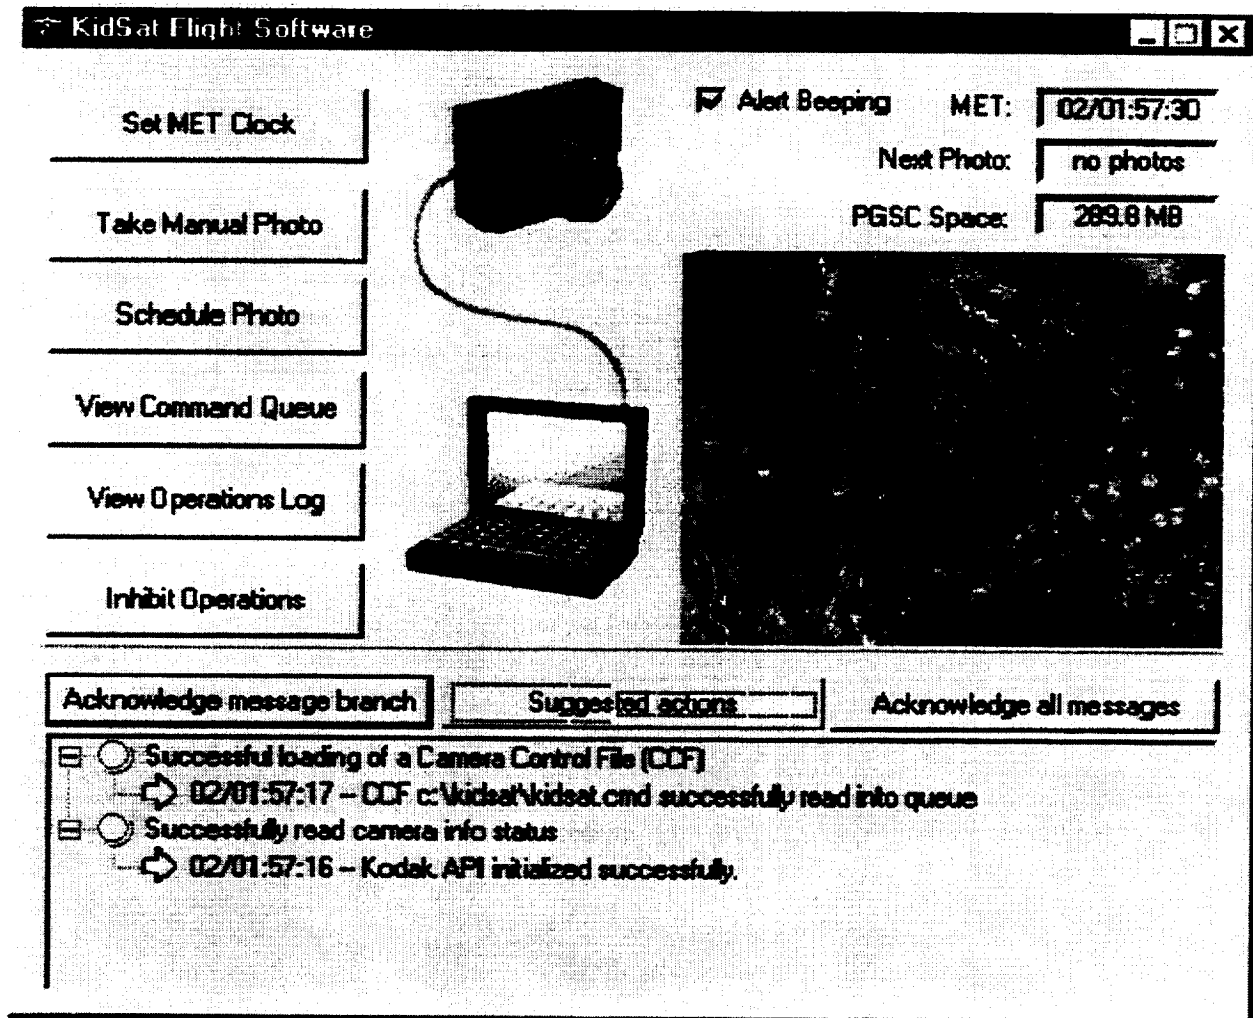 KidSat Flight Software
Set MET Clock
Take Manual Photo
Schedule Photo
View Command Queue
View Operations Log
Inhibit Operations
Alert Beeping
MET: 02/01:57:30
Next Photo: no photos
PGSC Space: 289.8 MB
Acknowledge message branch
Suggested actions
Acknowledge all messages
Successful loading of a Camera Control File (CCF)
02/01:57:17 – CCF c:\kidsat\kidsat.cmd successfully read into queue
Successfully read camera info status
02/01:57:16 – Kodak API initialized successfully.